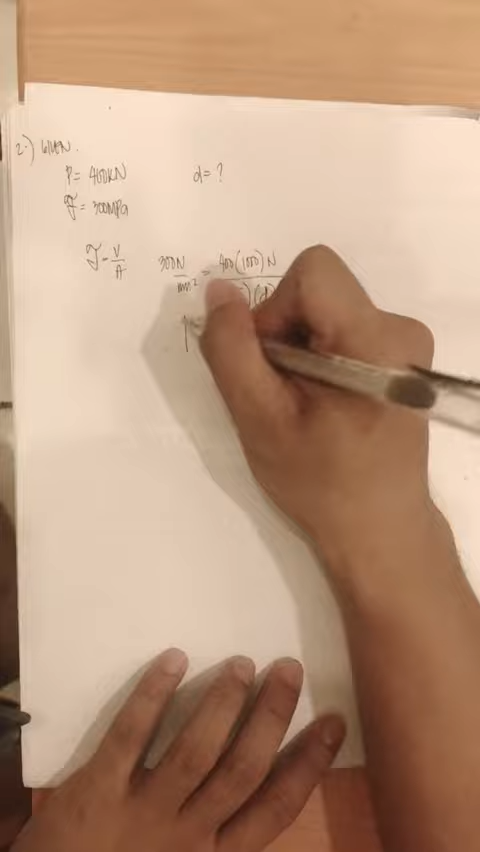 2.) GIVEN.
P = 400KN d = ?
𝒯 = 300MPa
𝒯 = V/A 300N/mm² = 400(1000)N/ )(d)